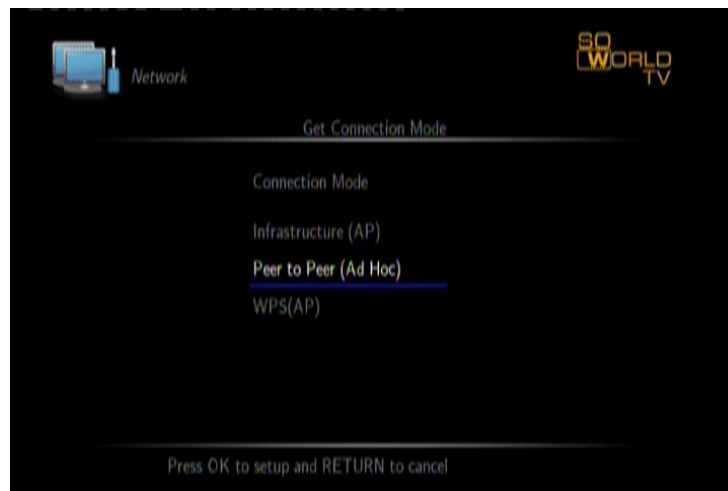 SO
WORLD
TV
Network
Get Connection Mode
Connection Mode
Infrastructure (AP)
Peer to Peer (Ad Hoc)
WPS(AP)
Press OK to setup and RETURN to cancel